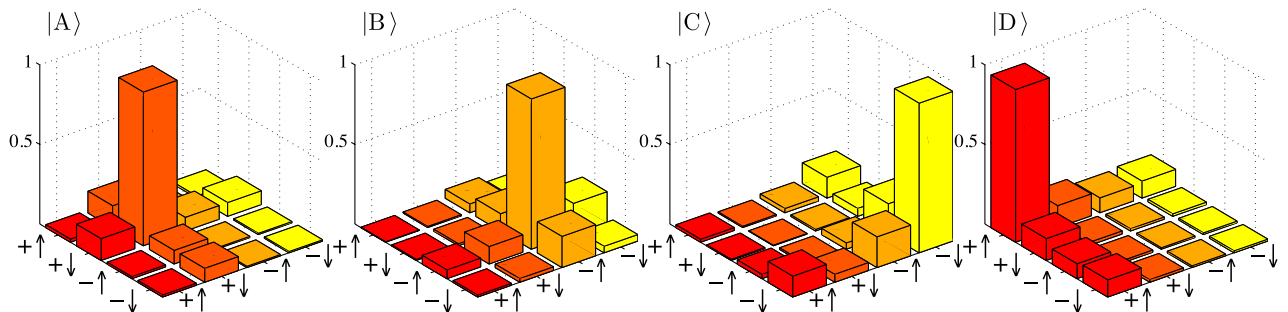 |A⟩ |B⟩ |C⟩ |D⟩
1 1 1 1
0.5 0.5 0.5 0.5
+↑ +↓ −↑ −↓ +↑ +↓ −↑ −↓
+↑ +↓ −↑ −↓ +↑ +↓ −↑ −↓
+↑ +↓ −↑ −↓ +↑ +↓ −↑ −↓
+↑ +↓ −↑ −↓ +↑ +↓ −↑ −↓